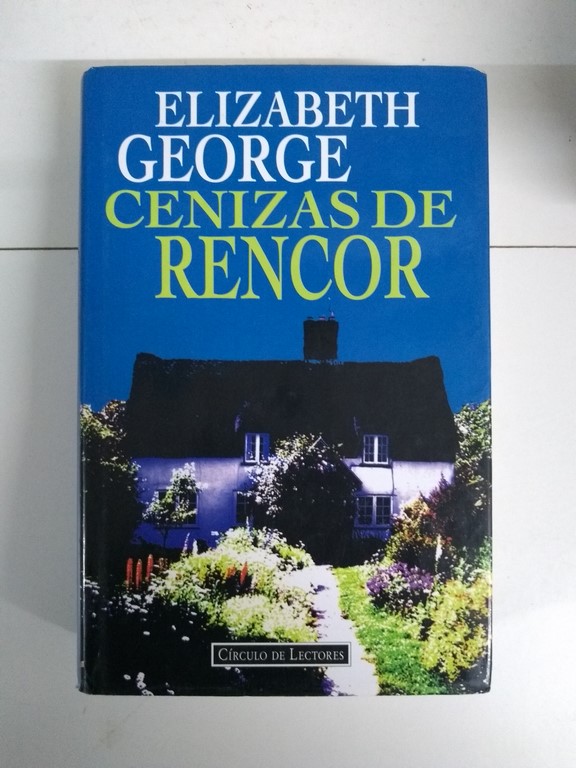 ELIZABETH
GEORGE
CENIZAS DE
RENCOR
CÍRCULO DE LECTORES